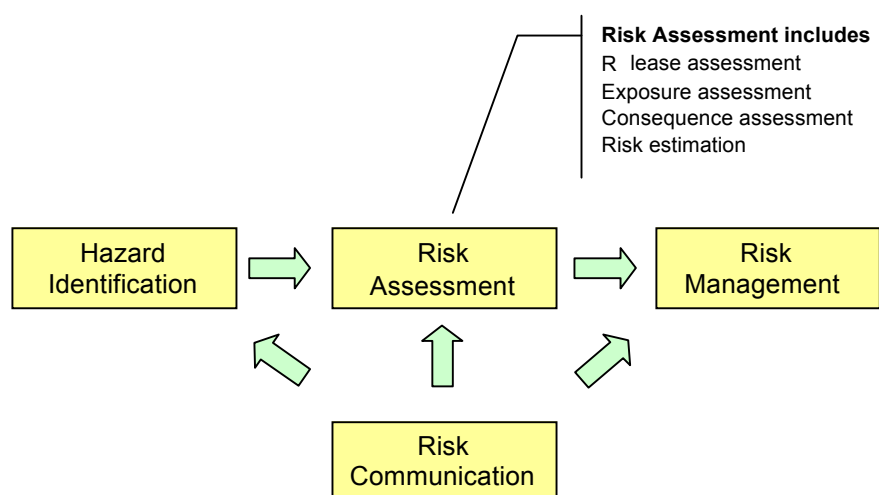 Risk Assessment includes
R lease assessment
Exposure assessment
Consequence assessment
Risk estimation
Hazard
Identification
Risk
Assessment
Risk
Management
Risk
Communication